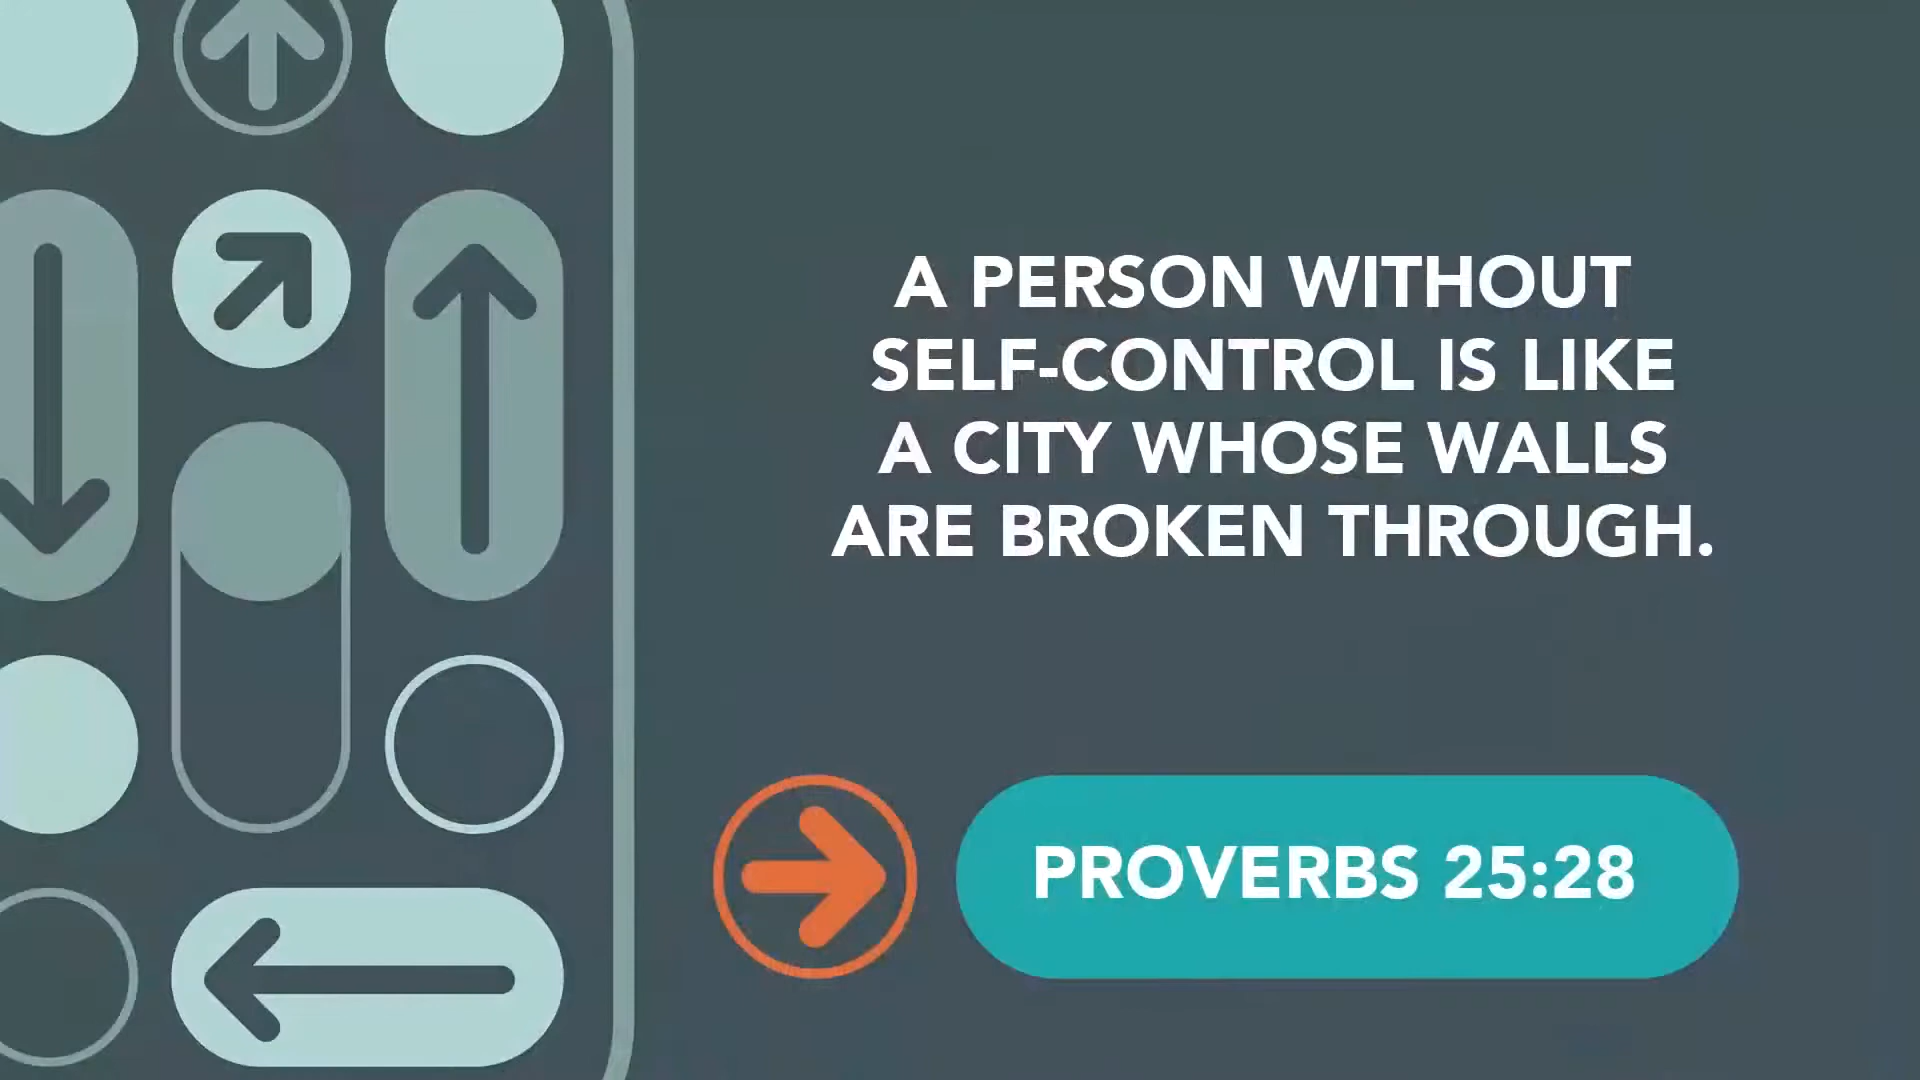 A PERSON WITHOUT
SELF-CONTROL IS LIKE
A CITY WHOSE WALLS
ARE BROKEN THROUGH.
PROVERBS 25:28